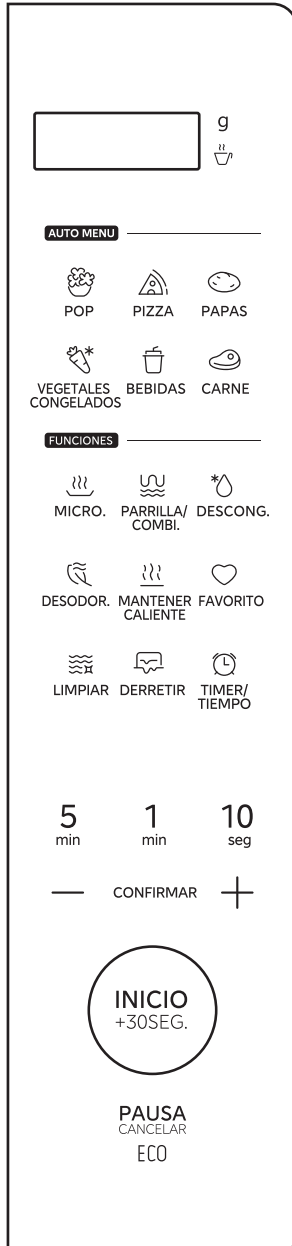 g
AUTO MENU
POP PIZZA PAPAS
VEGETALES CONGELADOS BEBIDAS CARNE
FUNCIONES
MICRO. PARRILLA/ COMBI. DESCONG.
DESODOR. MANTENER CALIENTE FAVORITO
LIMPIAR DERRETIR TIMER/ TIEMPO
5 1 10
min min seg
— CONFIRMAR +
INICIO
+30SEG.
PAUSA
CANCELAR
ECO